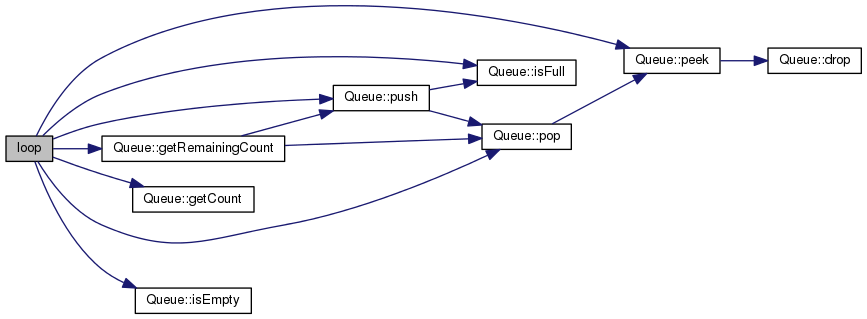 loop
Queue::peek
Queue::drop
Queue::isFull
Queue::push
Queue::pop
Queue::getRemainingCount
Queue::getCount
Queue::isEmpty